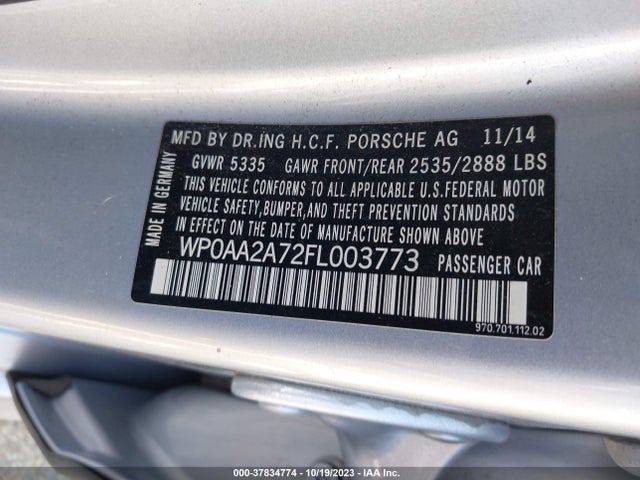 MFD BY DR.ING H.C.F. PORSCHE AG 11/14
GVWR 5335 GAWR FRONT/REAR 2535/2888 LBS
THIS VEHICLE CONFORMS TO ALL APPLICABLE U.S.FEDERAL MOTOR
VEHICLE SAFETY,BUMPER,AND THEFT PREVENTION STANDARDS
IN EFFECT ON THE DATE OF MANUFACTURE SHOWN ABOVE.
WP0AA2A72FL003773 PASSENGER CAR
MADE IN GERMANY
970.701.112.02
000-37834774 | 10/19/2023 | IAA Inc.